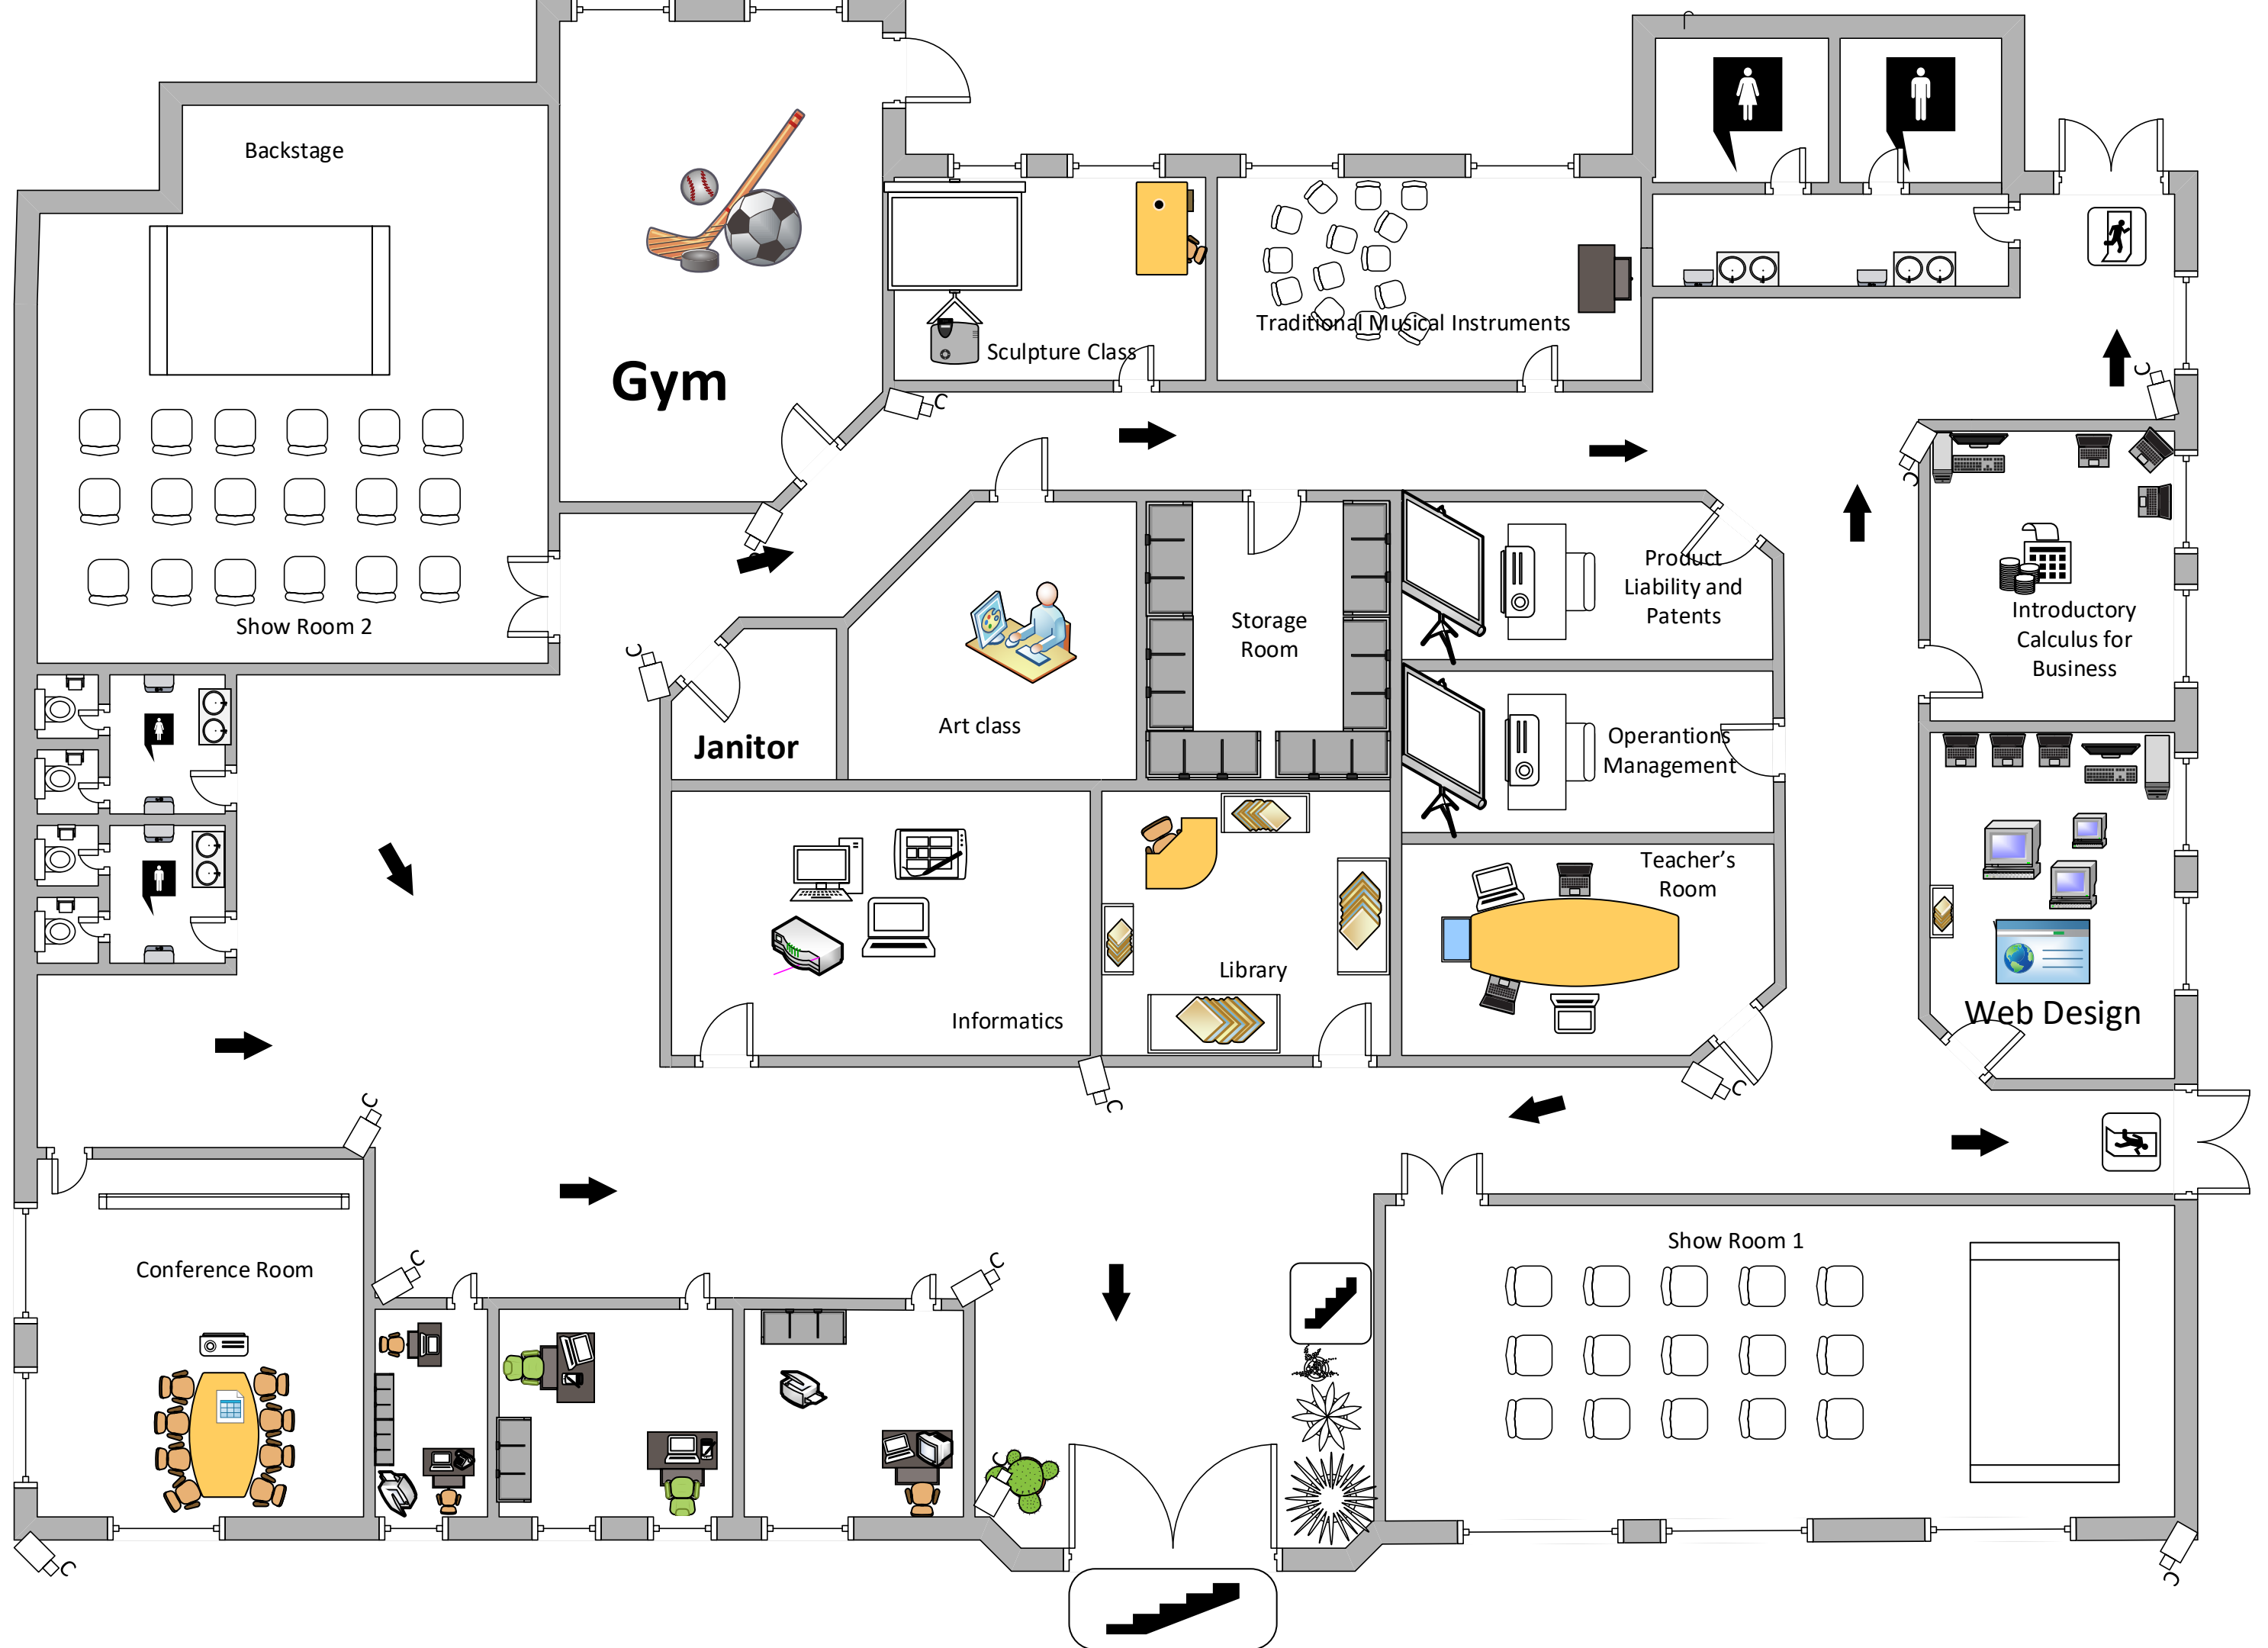 Backstage
Gym
Sculpture Class
Traditional Musical Instruments
Show Room 2
Janitor
Art class
Storage
Room
Product
Liability and
Patents
Introductory
Calculus for
Business
Operantions
Management
Teacher's
Room
Informatics
Library
Web Design
Conference Room
Show Room 1
C
C
C
C
C
C
C
C
C
C
C
C
C